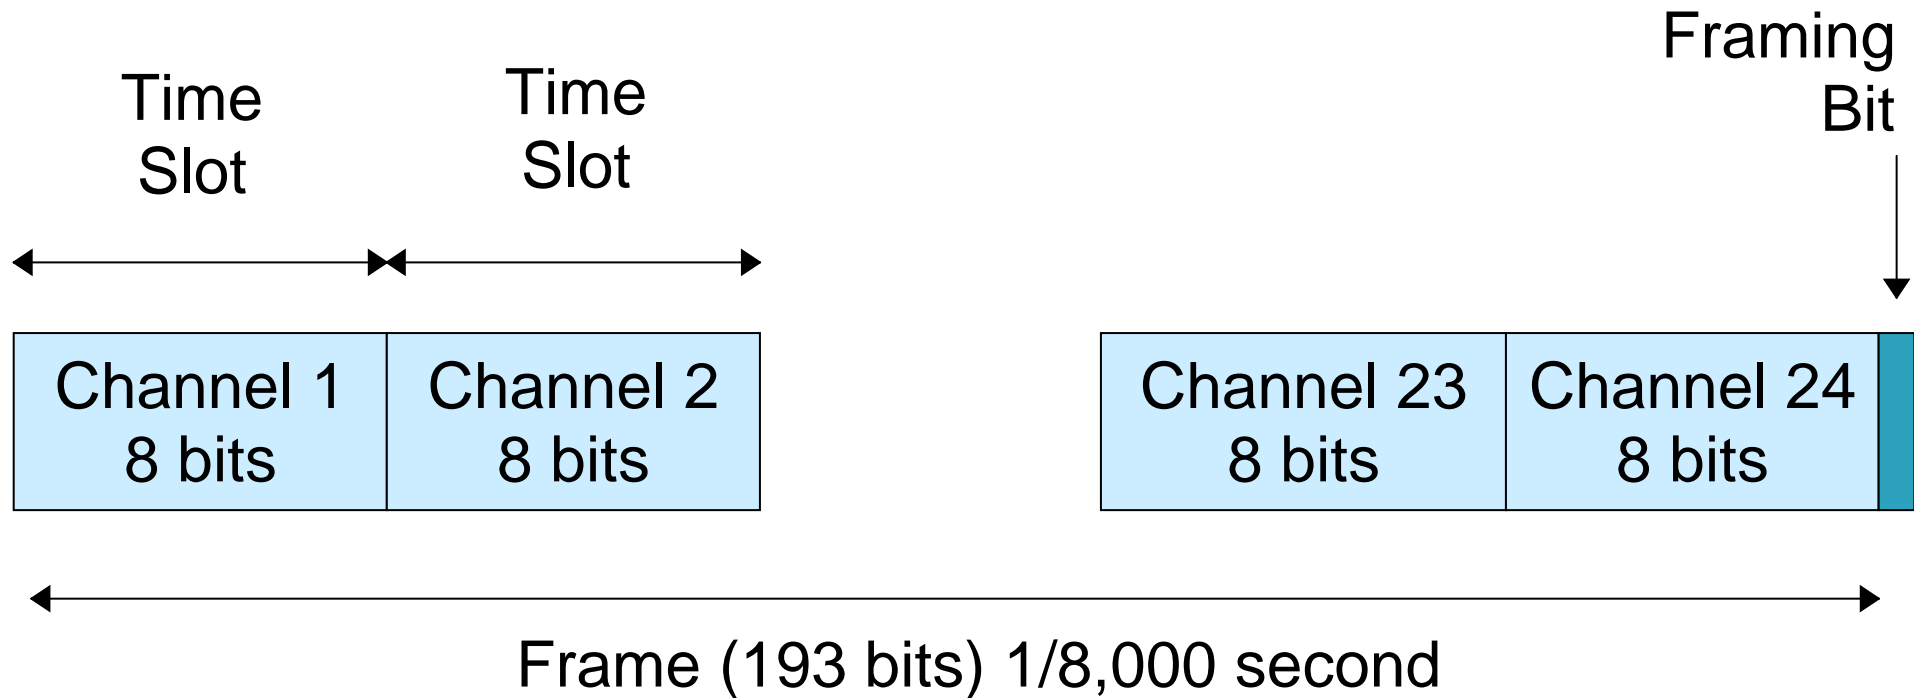 Time
Slot
Time
Slot
Framing
Bit
Channel 1
8 bits
Channel 2
8 bits
Channel 23
8 bits
Channel 24
8 bits
Frame (193 bits) 1/8,000 second